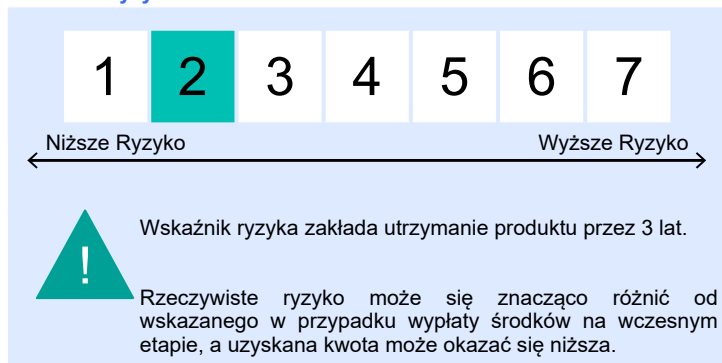 1 2 3 4 5 6 7
Niższe Ryzyko Wyższe Ryzyko
!
Wskaźnik ryzyka zakłada utrzymanie produktu przez 3 lat.
Rzeczywiste ryzyko może się znacząco różnić od
wskazanego w przypadku wypłaty środków na wczesnym
etapie, a uzyskana kwota może okazać się niższa.